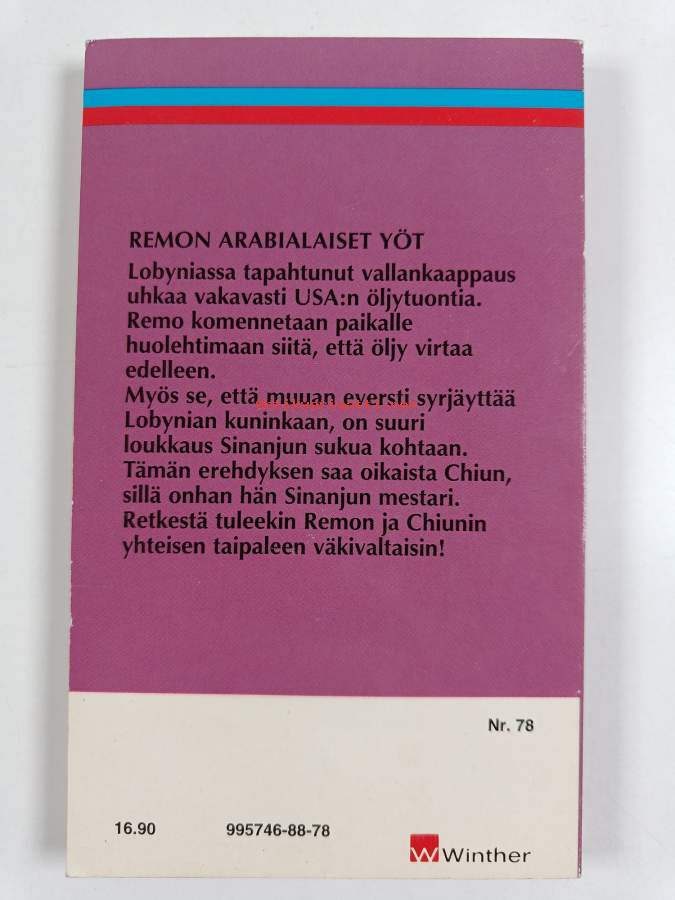 REMON ARABIALAISET YÖT
Lobyniassa tapahtunut vallankaappaus
uhkaa vakavasti USA:n öljytuontia.
Remo komennetaan paikalle
huolehtimaan siitä, että öljy virtaa
edelleen.
Myös se, että muuan eversti syrjäyttää
Lobynian kuninkaan, on suuri
loukkaus Sinanjun sukua kohtaan.
Tämän erehdyksen saa oikaista Chiun,
sillä onhan hän Sinanjun mestari.
Retkestä tuleekin Remon ja Chiunin
yhteisen taipaleen väkivaltaisin!
Nr. 78
16.90 995746-88-78
Winther